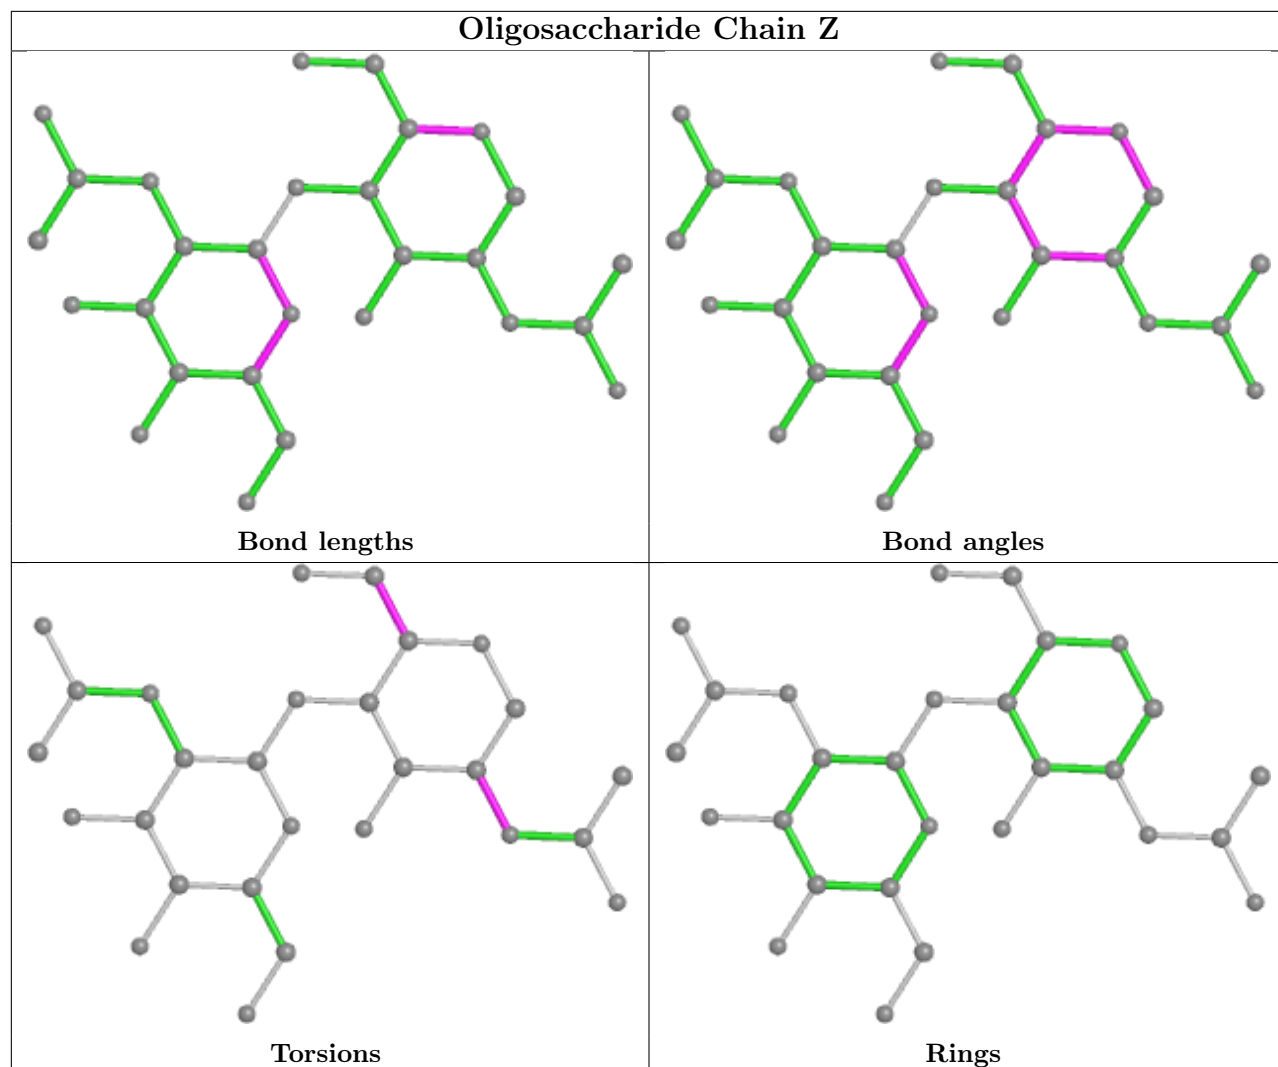 Oligosaccharide Chain Z
Bond lengths
Bond angles
Torsions
Rings